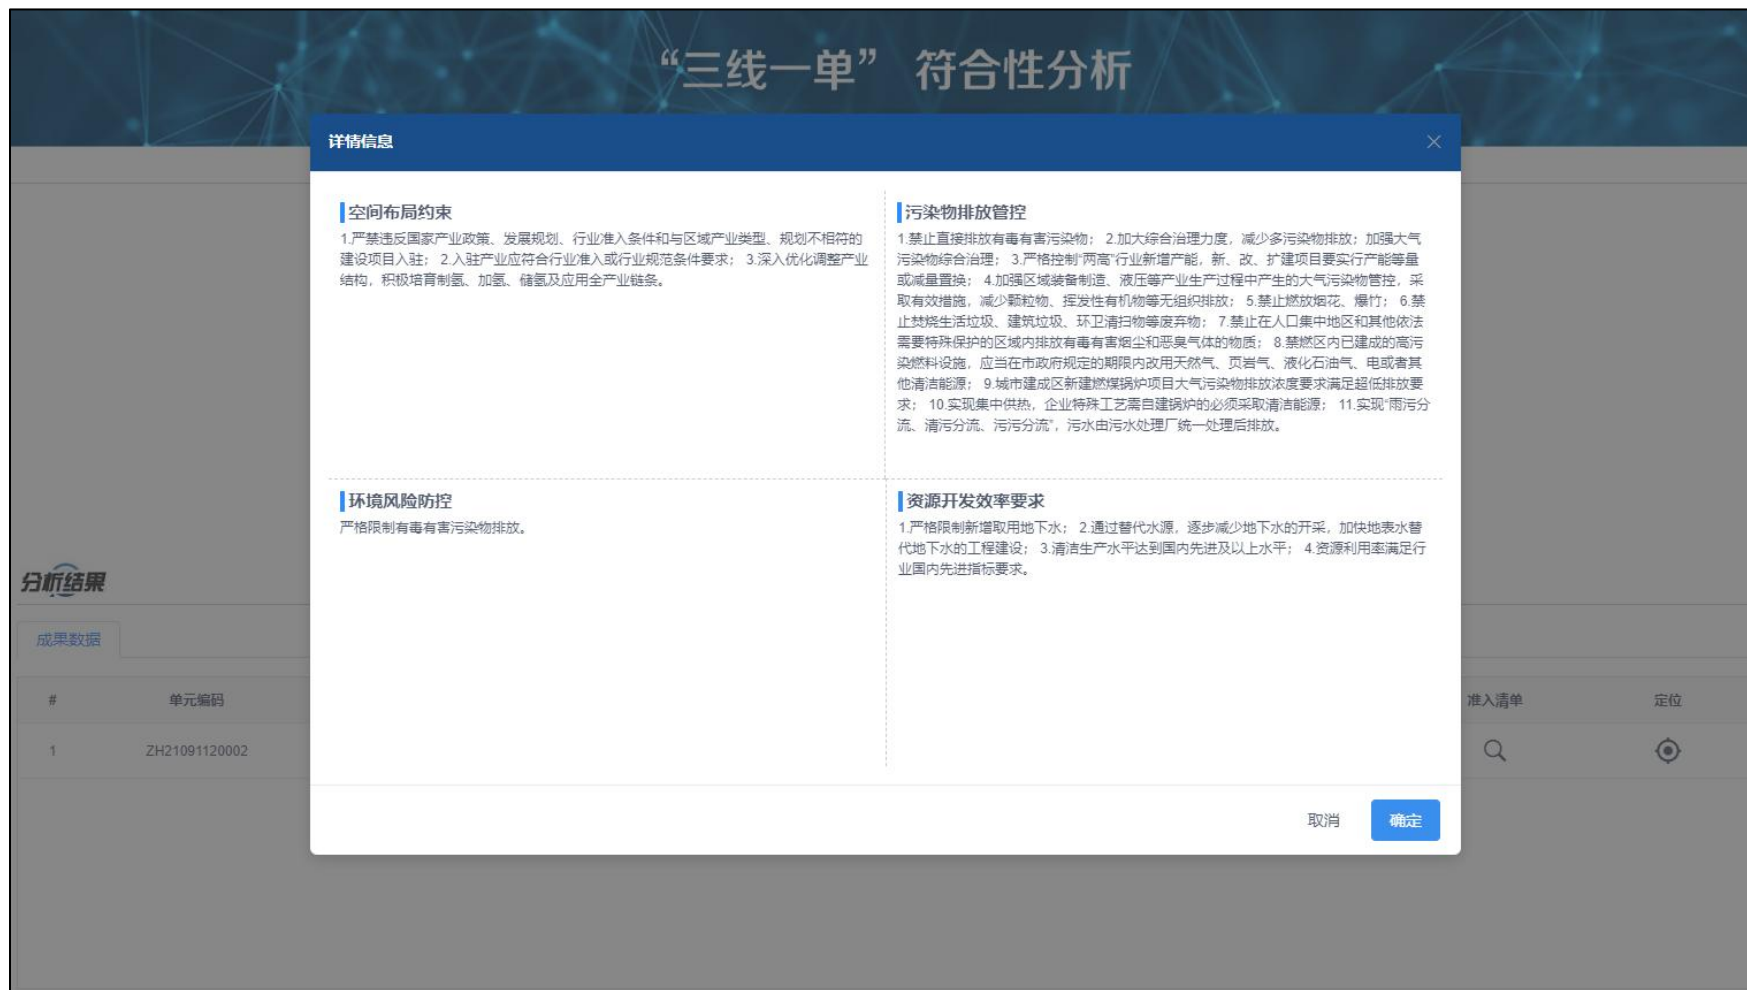 “三线一单” 符合性分析
详情信息
空间布局约束
1.严禁违反国家产业政策、发展规划、行业准入条件和与区域产业类型、规划不相符的
建设项目入驻； 2.入驻产业应符合行业准入或行业规范条件要求； 3.深入优化调整产业
结构，积极培育制氢、加氢、储氢及应用全产业链条。
污染物排放管控
1.禁止直接排放有毒有害污染物； 2.加大综合治理力度，减少多污染物排放；加强大气
污染物综合治理； 3.严格控制“两高”行业新增产能，新、改、扩建项目要实行产能等量
或减量置换； 4.加强区域装备制造、液压等产业生产过程中产生的大气污染物管控，采
取有效措施，减少颗粒物、挥发性有机物等无组织排放； 5.禁止燃放烟花、爆竹； 6.禁
止焚烧生活垃圾、建筑垃圾、环卫清扫物等废弃物； 7.禁止在人口集中地区和其他依法
需要特殊保护的区域内排放有毒有害烟尘和恶臭气体的物质； 8.禁燃区内已建成的高污
染燃料设施，应当在市政府规定的期限内改用天然气、页岩气、液化石油气、电或者其
他清洁能源； 9.城市建成区新建燃煤锅炉项目大气污染物排放浓度要求满足超低排放要
求； 10.实现集中供热，企业特殊工艺需自建锅炉的必须采取清洁能源； 11.实现“雨污分
流、清污分流、污污分流”，污水由污水处理厂统一处理后排放。
环境风险防控
严格限制有毒有害污染物排放。
资源开发效率要求
1.严格限制新增取用地下水； 2.通过替代水源，逐步减少地下水的开采，加快地表水替
代地下水的工程建设； 3.清洁生产水平达到国内先进及以上水平； 4.资源利用率满足行
业国内先进指标要求。
分析结果
成果数据
# 单元编码 准入清单 定位
1 ZH21091120002
取消 确定